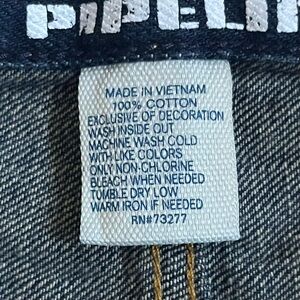 PIPELI
MADE IN VIETNAM
100% COTTON
EXCLUSIVE OF DECORATION
WASH INSIDE OUT
MACHINE WASH COLD
WITH LIKE COLORS
ONLY NON-CHLORINE
BLEACH WHEN NEEDED
TUMBLE DRY LOW
WARM IRON IF NEEDED
RN#73277